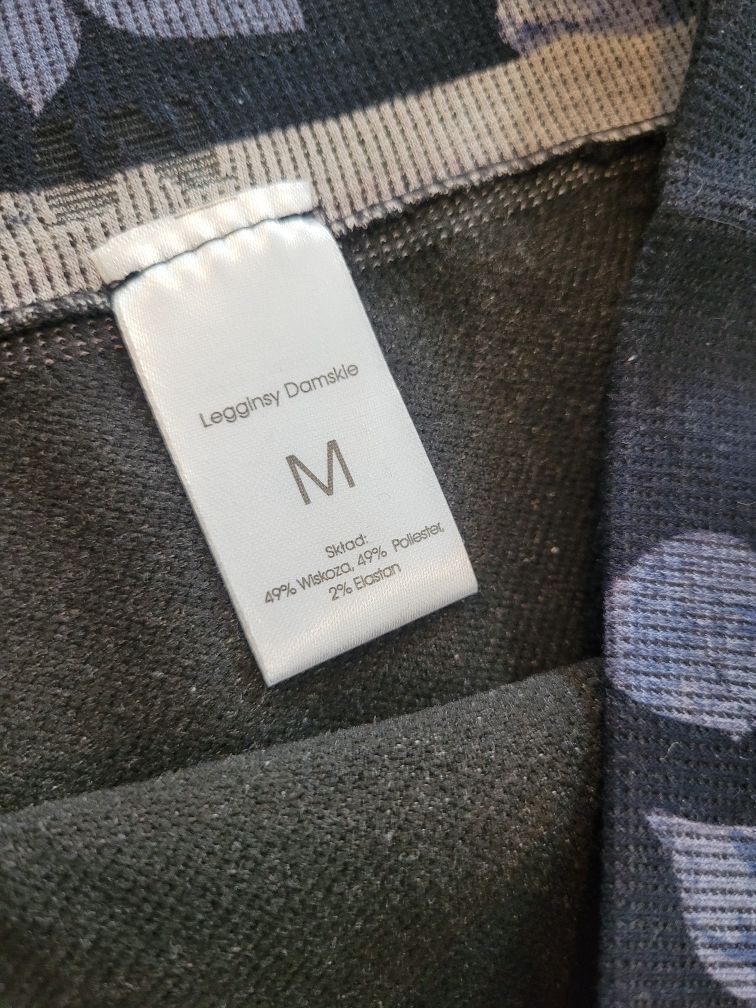 Legginsy Damskie
M
Skład:
49% Wiskoza, 49% Poliester,
2% Elastan